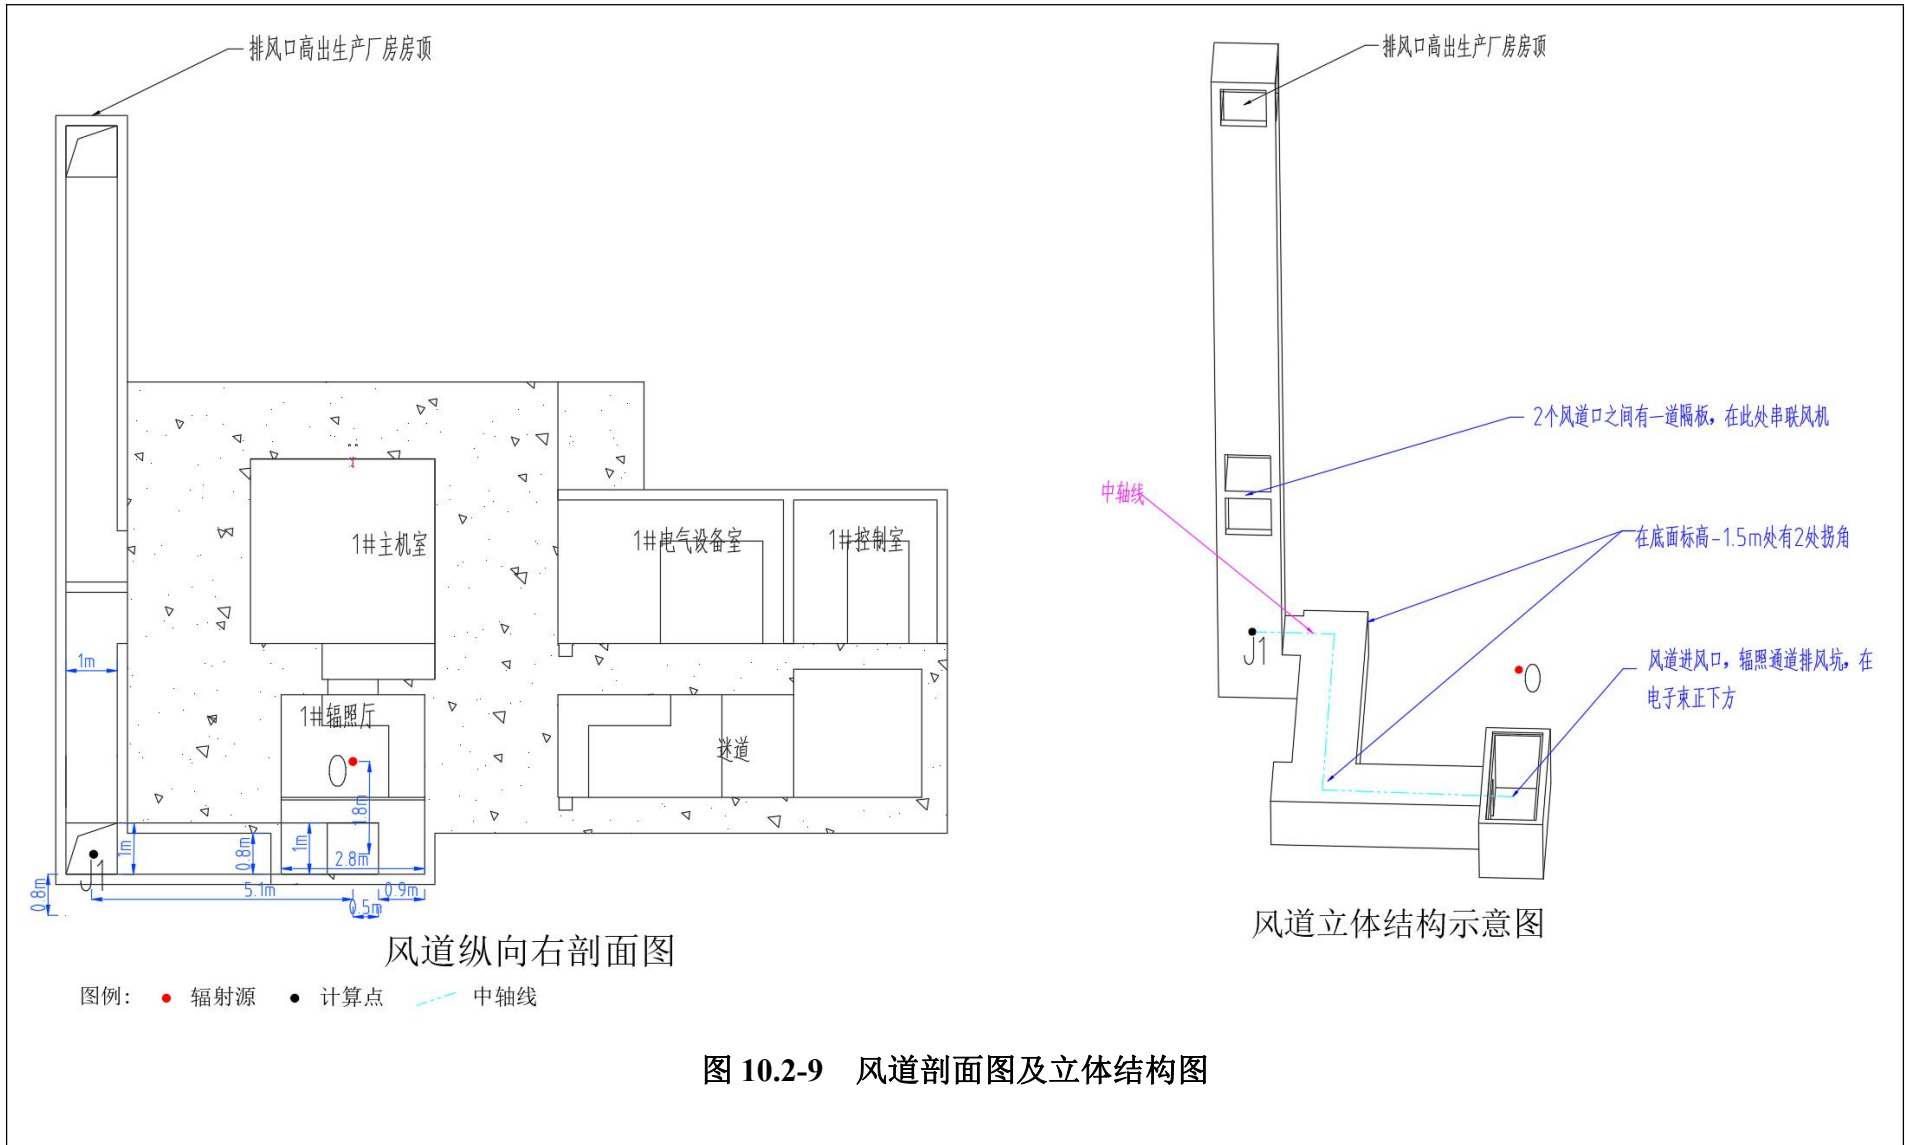 排风口高出生产厂房房顶
排风口高出生产厂房房顶
2个风道口之间有一道隔板，在此处串联风机
中轴线
1#主机室
1#电气设备室
1#控制室
在底面标高-1.5m处有2处拐角
J1
1m
风道进风口，辐照通道排风坑，在
电子束正下方
1#辐照厅
迷道
1.8m
1m
0.8m
1m
2.8m
J1
0.8m
5.1m
0.9m
0.5m
风道纵向右剖面图
风道立体结构示意图
图例：
辐射源
计算点
中轴线
图 10.2-9 风道剖面图及立体结构图